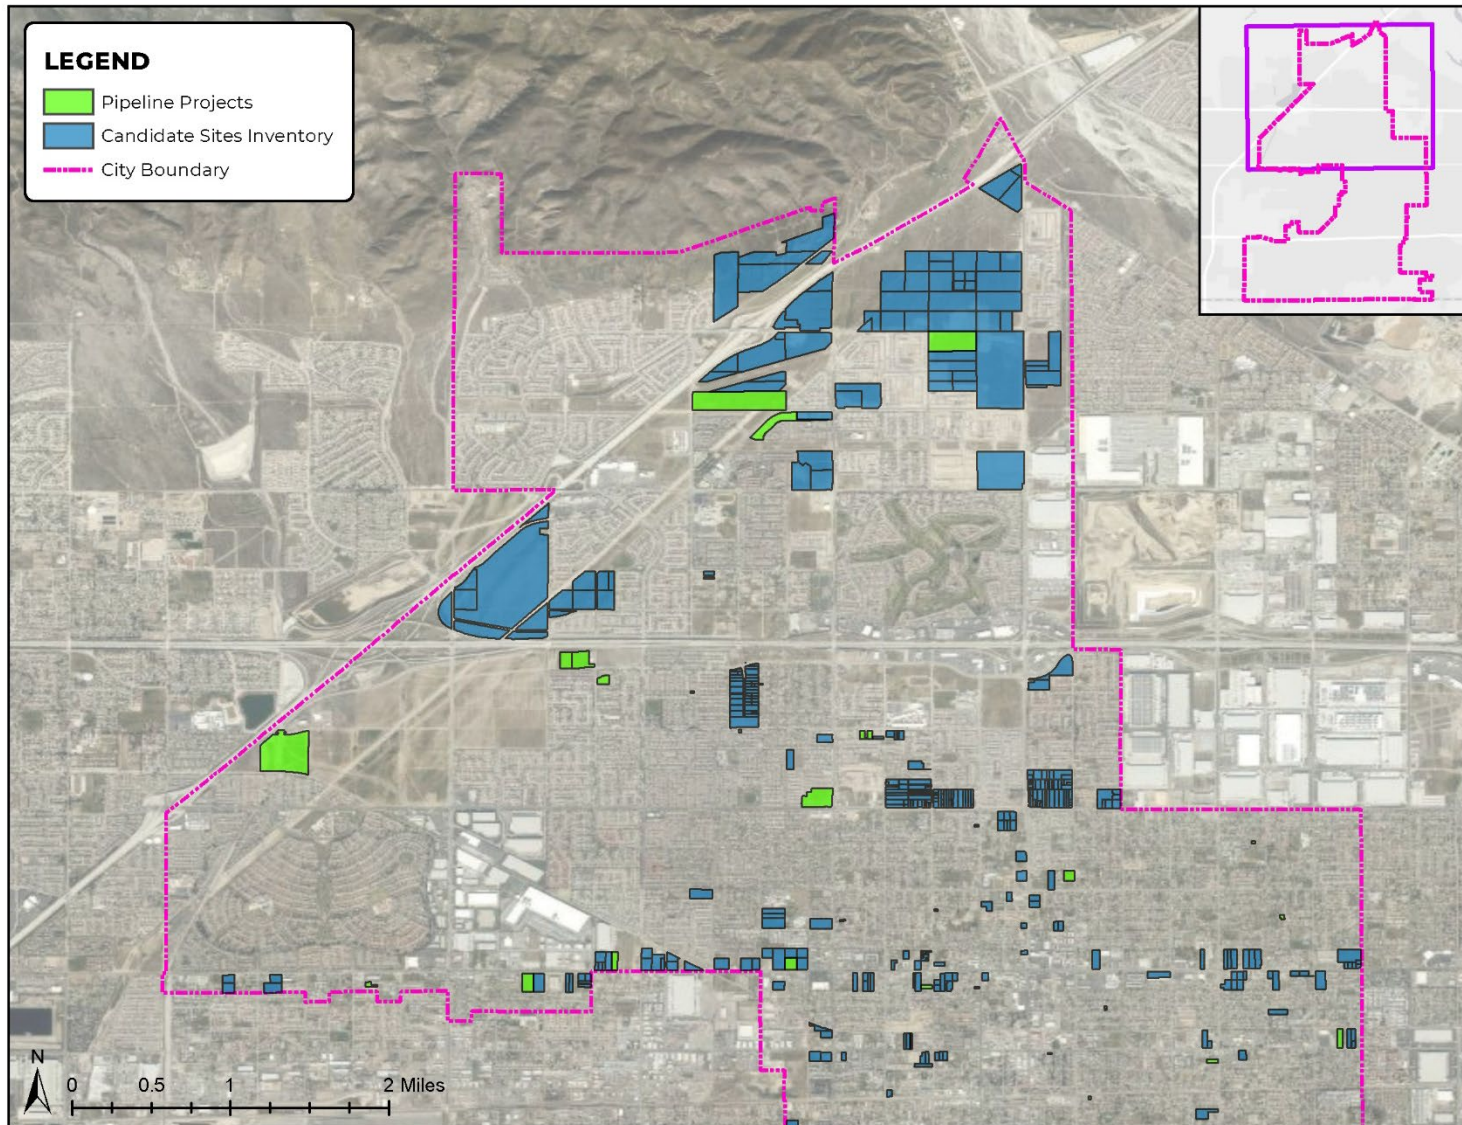 LEGEND
Pipeline Projects
Candidate Sites Inventory
City Boundary
N
0 0.5 1 2 Miles